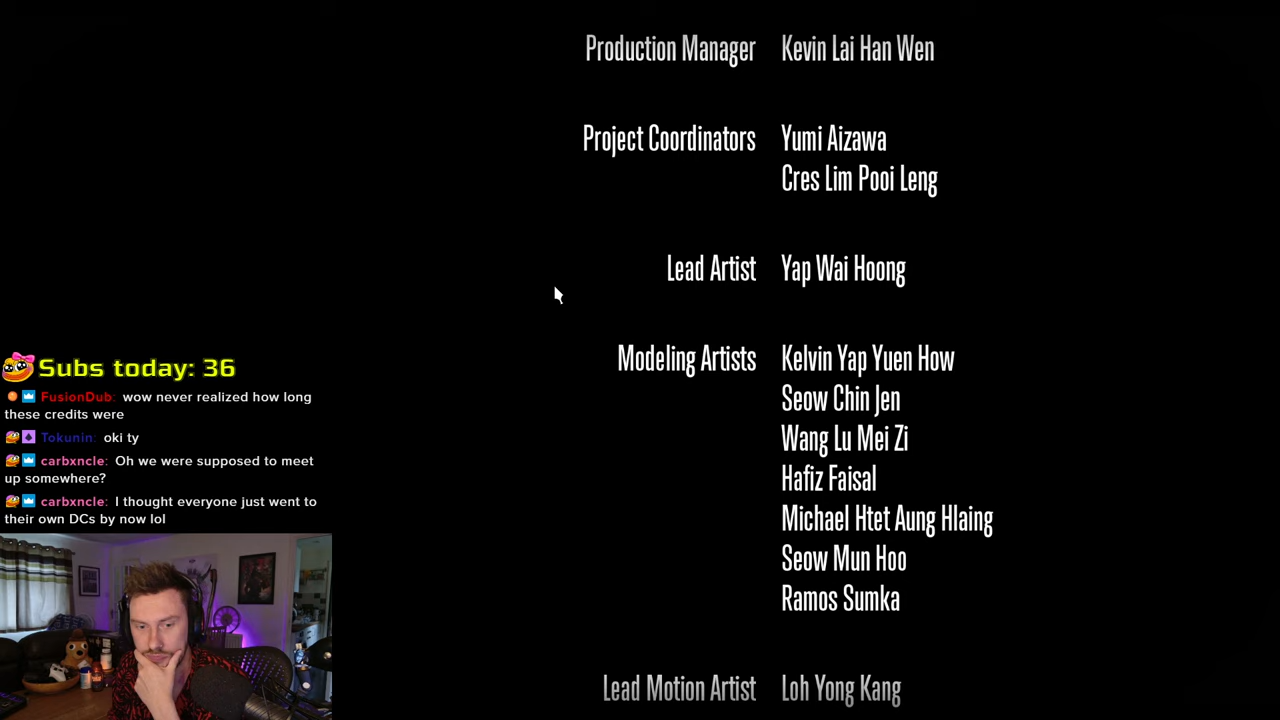 Production Manager Kevin Lai Han Wen
Project Coordinators Yumi Aizawa
Cres Lim Pooi Leng
Lead Artist Yap Wai Hoong
Modeling Artists Kelvin Yap Yuen How
Seow Chin Jen
Wang Lu Mei Zi
Hafiz Faisal
Michael Htet Aung Hlaing
Seow Mun Hoo
Ramos Sumka
Lead Motion Artist Loh Yong Kang
Subs today: 36
FusionDub: wow never realized how long
these credits were
Tokunin: oki ty
carbxncle: Oh we were supposed to meet
up somewhere?
carbxncle: I thought everyone just went to
their own DCs by now lol